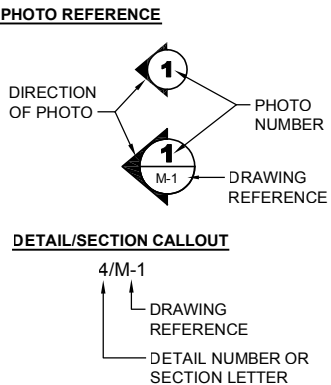 PHOTO REFERENCE
1
DIRECTION
OF PHOTO
PHOTO
NUMBER
1
M-1
DRAWING
REFERENCE
DETAIL/SECTION CALLOUT
4/M-1
DRAWING
REFERENCE
DETAIL NUMBER OR
SECTION LETTER